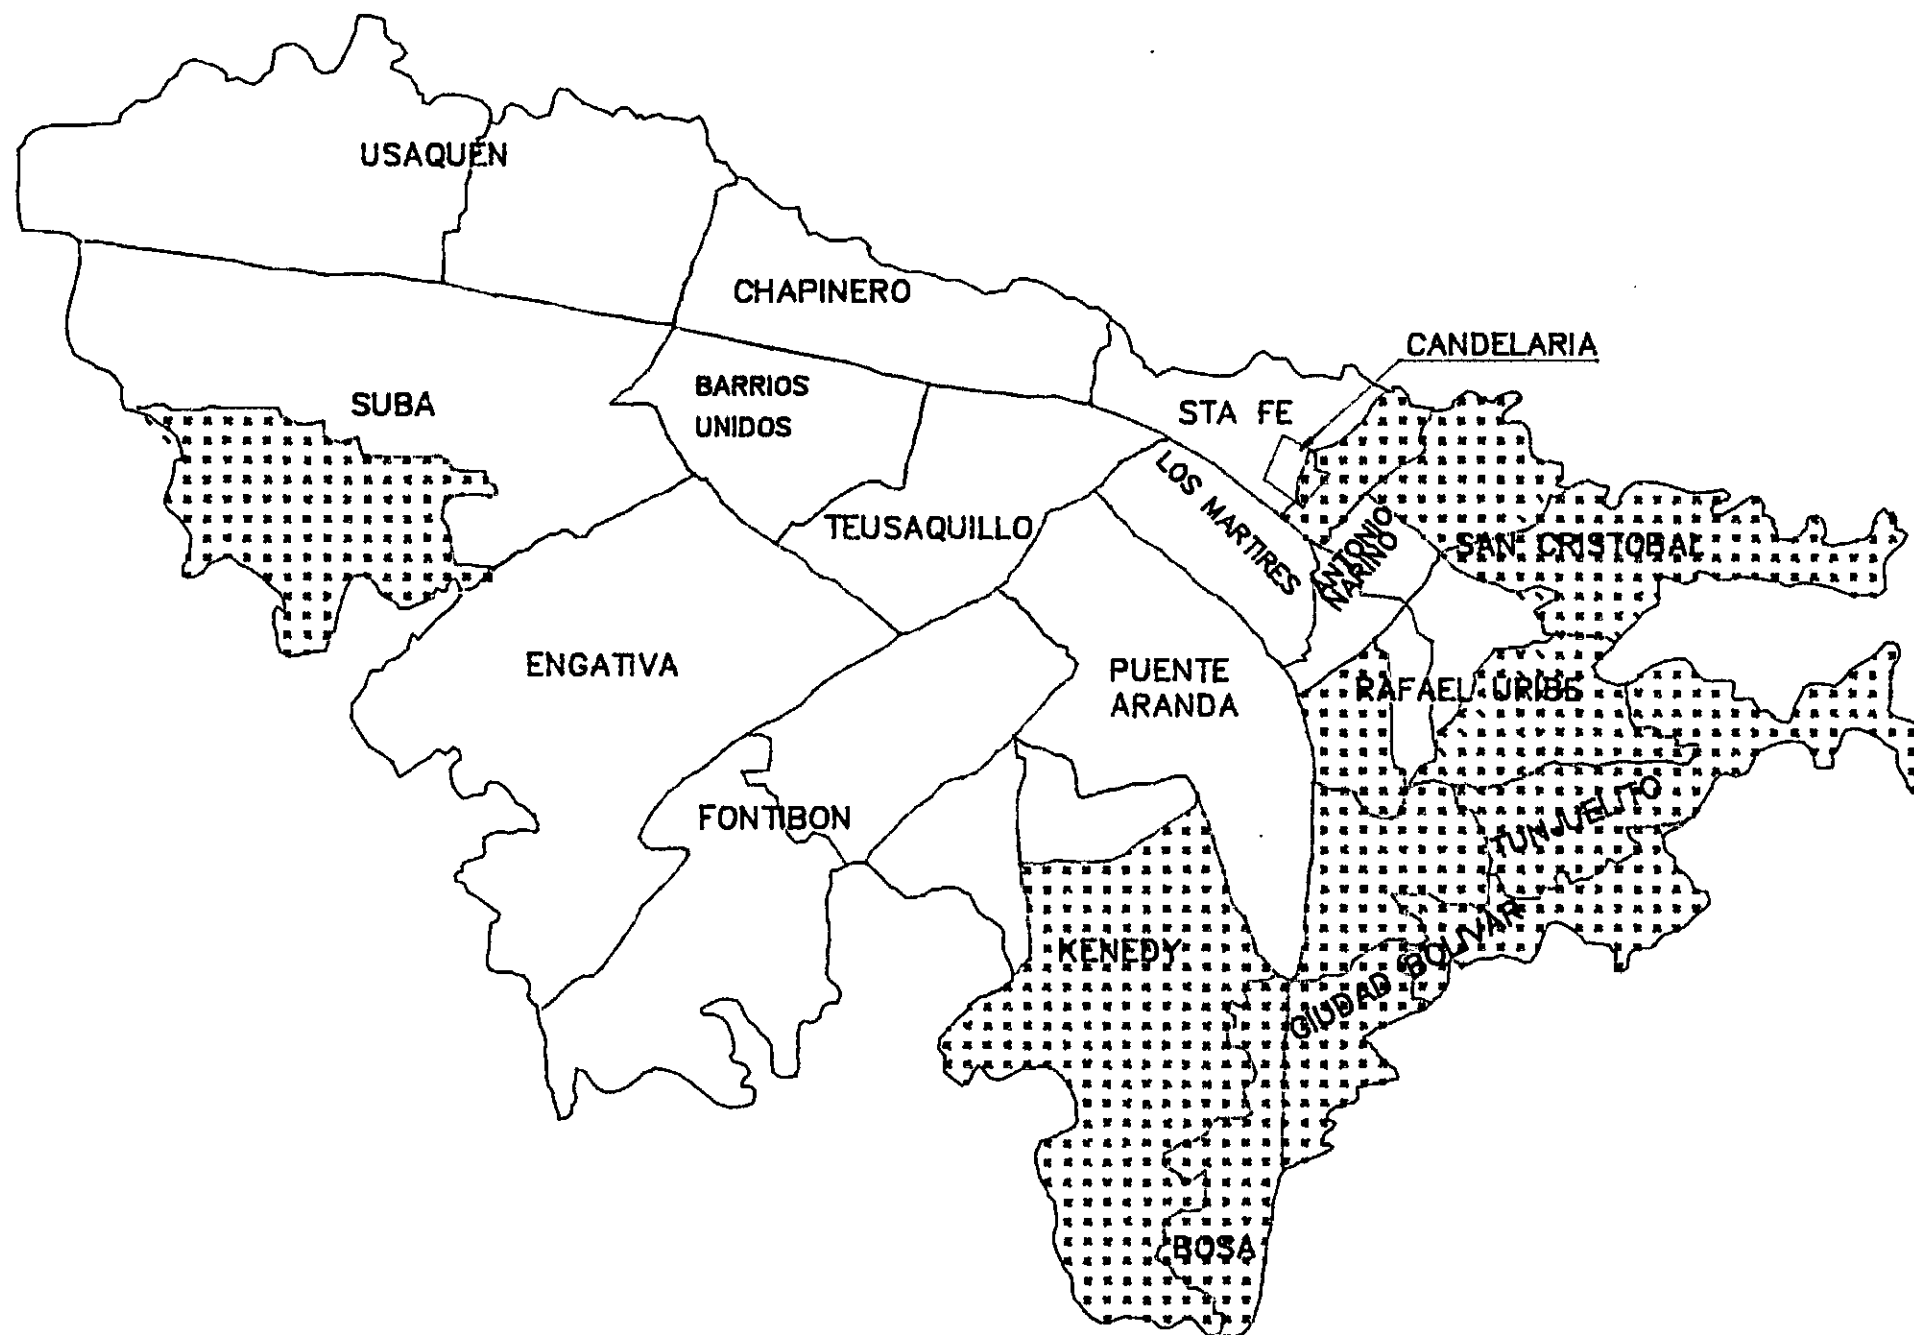 USAQUEN
CHAPINERO
CANDELARIA
BARRIOS
UNIDOS
SUBA
STA FE
LOS MARTIRES
TEUSAQUILLO
ANTONIO
NARINO
SAN CRISTOBAL
ENGATIVA
PUENTE
ARANDA
RAFAEL URIBE
FONTIBON
TUNJUELITO
KENEDY
CIUDAD BOLIVAR
BOSA